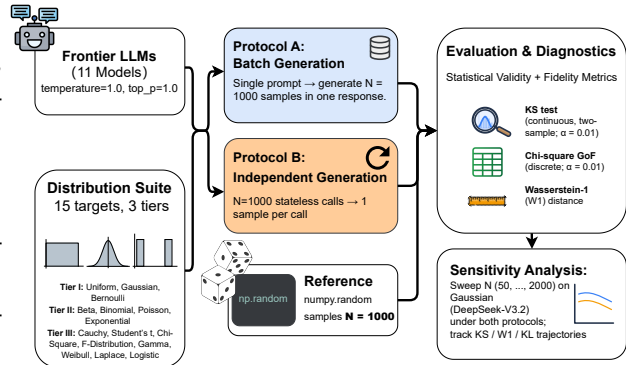 Frontier LLMs
(11 Models)
temperature=1.0, top_p=1.0
Distribution Suite
15 targets, 3 tiers
Tier I: Uniform, Gaussian,
Bernoulli
Tier II: Beta, Binomial, Poisson,
Exponential
Tier III: Cauchy, Student's t, Chi-
Square, F-Distribution, Gamma,
Weibull, Laplace, Logistic
Protocol A:
Batch Generation
Single prompt → generate N =
1000 samples in one response.
Protocol B:
Independent Generation
N=1000 stateless calls → 1
sample per call
np.random
Reference
numpy.random
samples N = 1000
Evaluation & Diagnostics
Statistical Validity + Fidelity Metrics
KS test
(continuous, two-
sample; α = 0.01)
Chi-square GoF
(discrete; α = 0.01)
Wasserstein-1
(W1) distance
Sensitivity Analysis:
Sweep N (50, ..., 2000) on
Gaussian
(DeepSeek-V3.2)
under both protocols;
track KS / W1 / KL trajectories